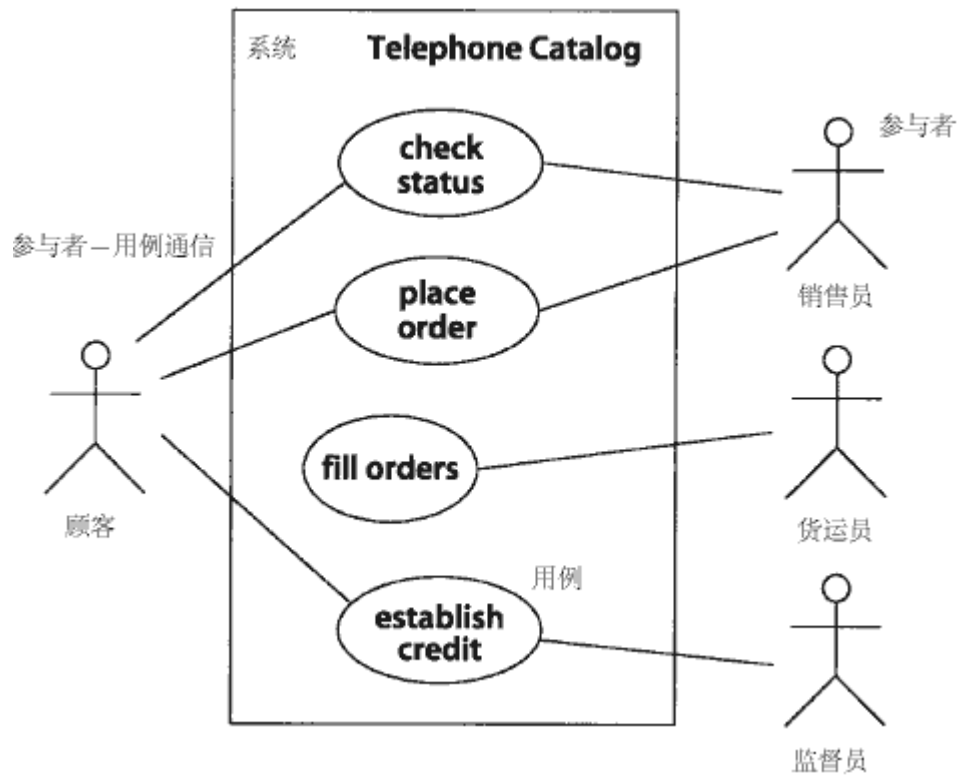 系统
Telephone Catalog
参与者
check
status
参与者－用例通信
place
order
销售员
fill orders
顾客
货运员
用例
establish
credit
监督员